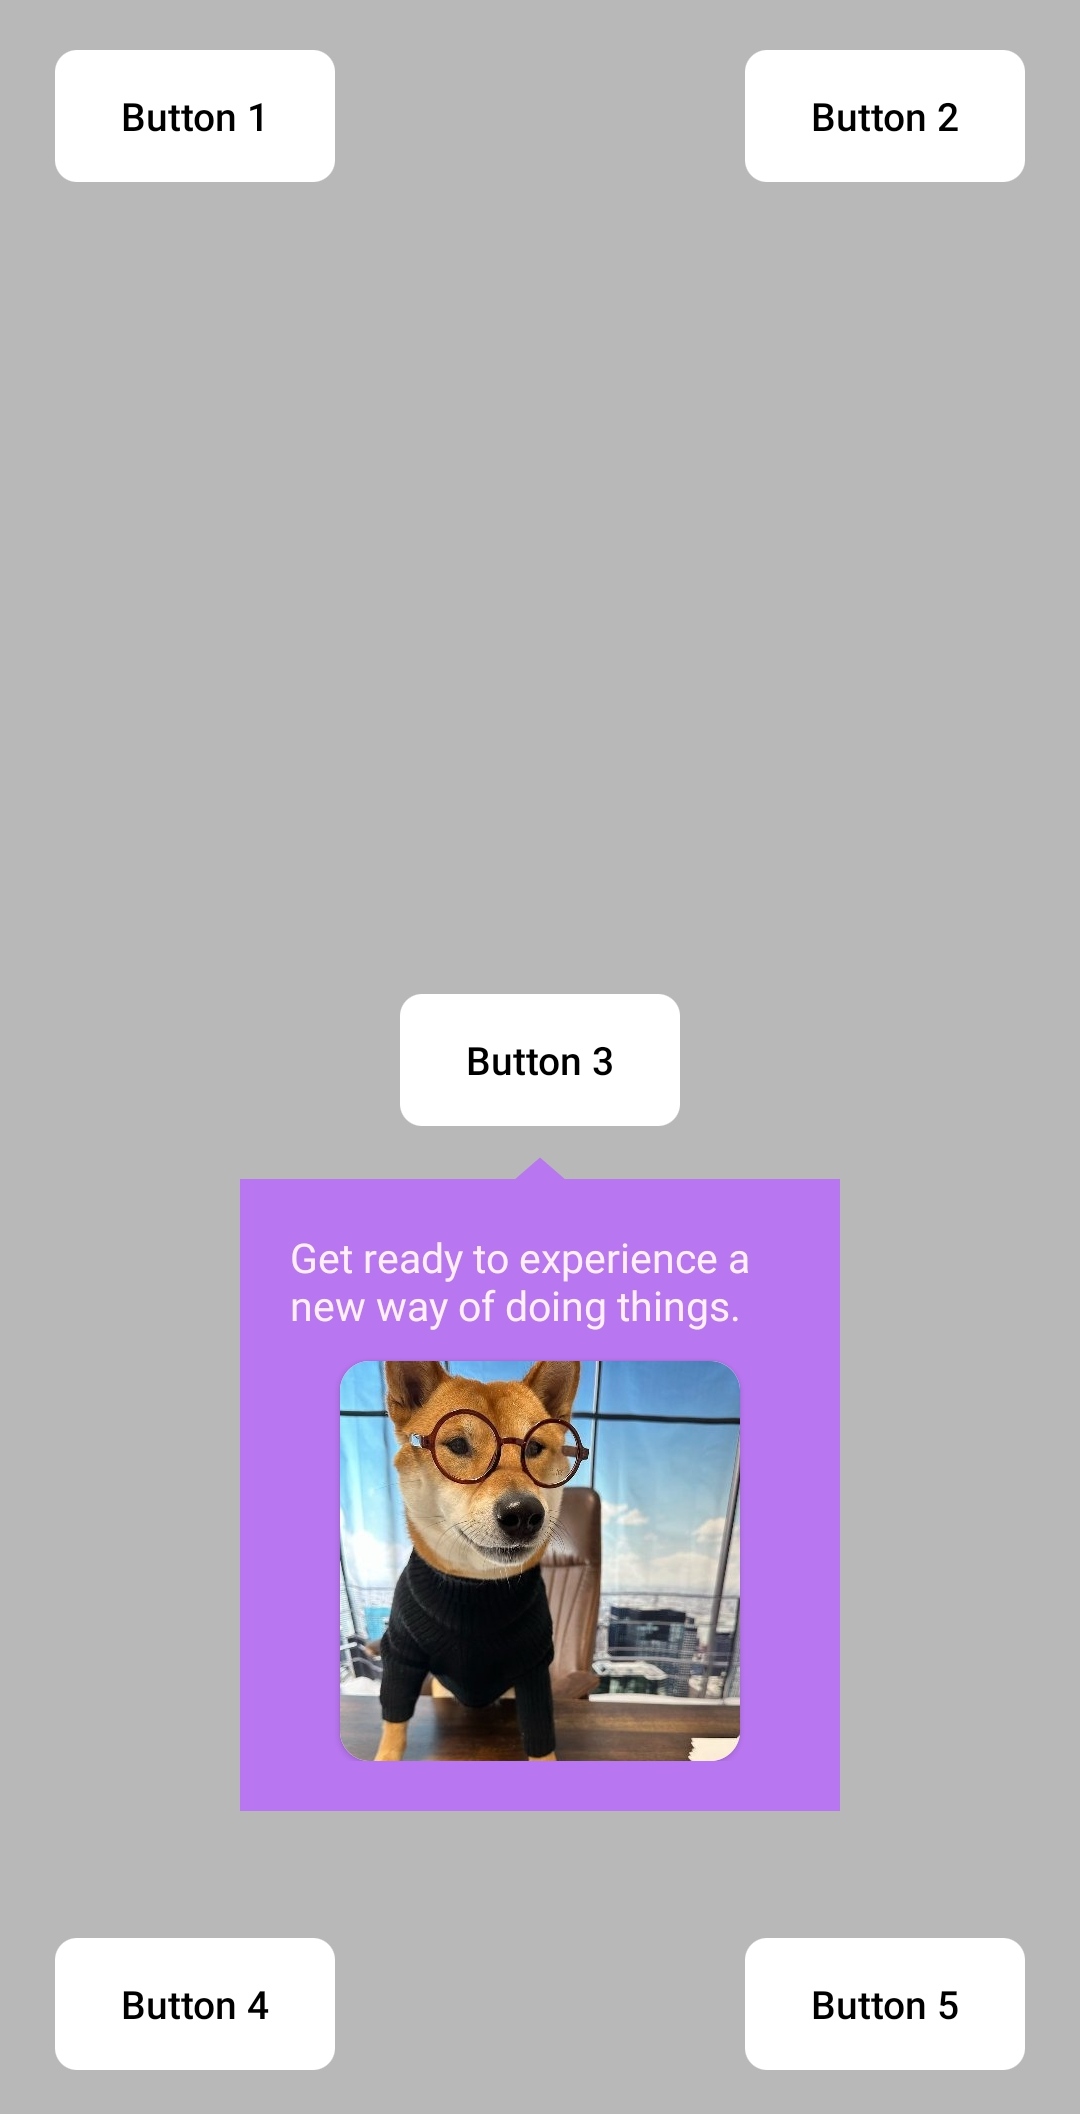 Button 1
Button 2
Button 3
Get ready to experience a
new way of doing things.
Button 4
Button 5